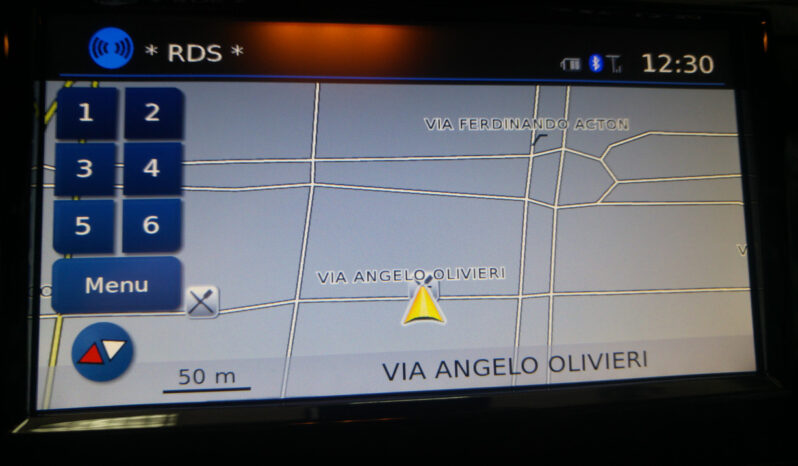 * RDS *
12:30
1 2
VIA FERDINANDO ACTON
3 4
5 6
VIA ANGELO OLIVIERI
Menu
50 m
VIA ANGELO OLIVIERI